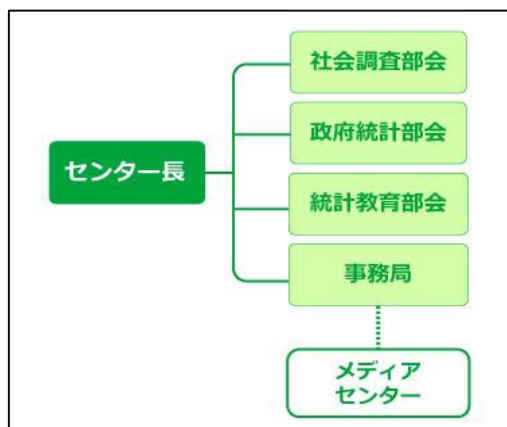 社会調査部会
政府統計部会
センター長
統計教育部会
事務局
メディア
センター